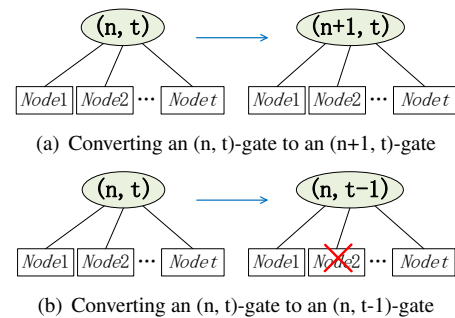 (n, t) (n+1, t)
Node1 Node2 ··· Nodet Node1 Node2 ··· Nodet
(a) Converting an (n, t)-gate to an (n+1, t)-gate
(n, t) (n, t-1)
Node1 Node2 ··· Nodet Node1 Node2 ··· Nodet
(b) Converting an (n, t)-gate to an (n, t-1)-gate